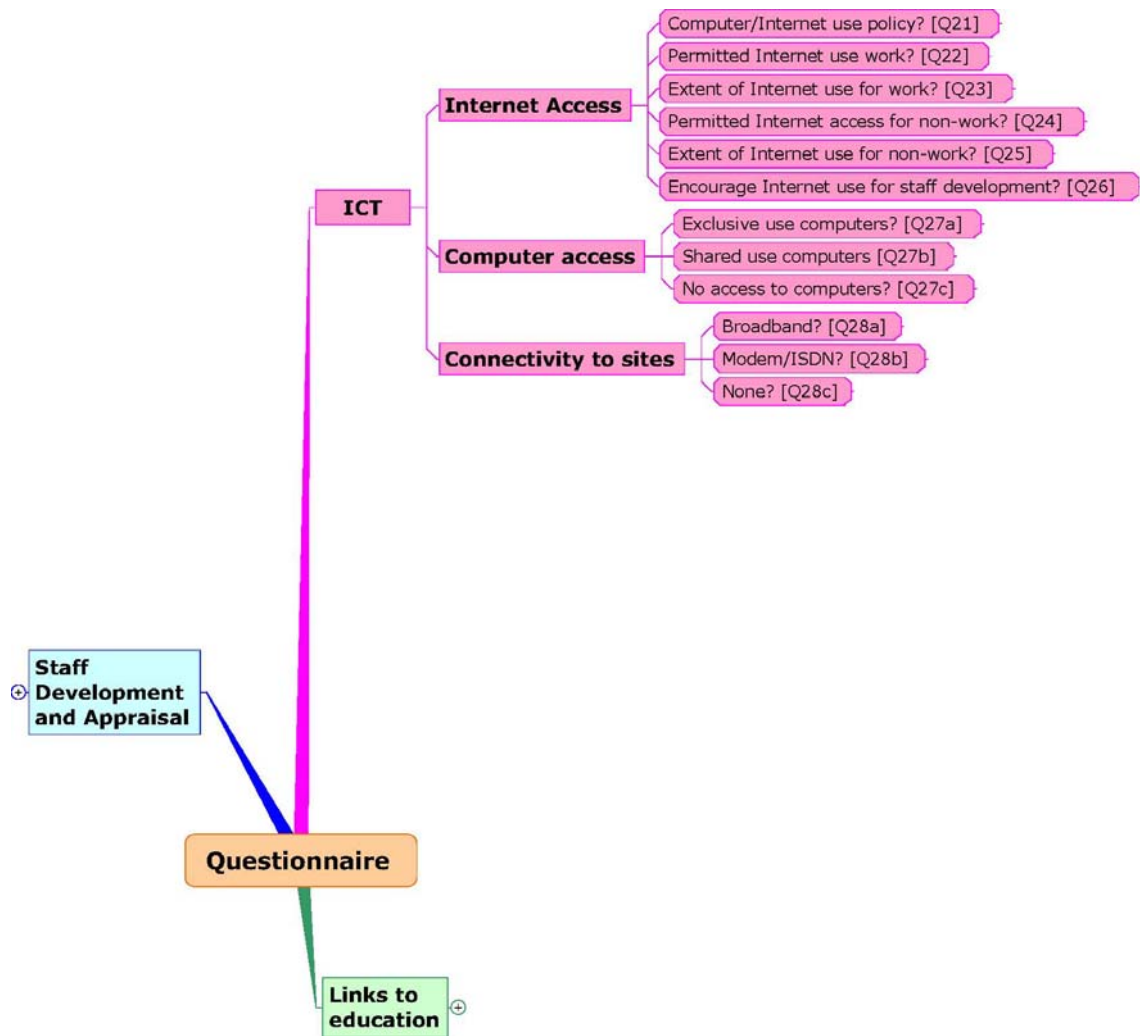 Computer/Internet use policy? [Q21]
Permitted Internet use work? [Q22]
Internet Access
Extent of Internet use for work? [Q23]
Permitted Internet access for non-work? [Q24]
Extent of Internet use for non-work? [Q25]
Encourage Internet use for staff development? [Q26]
ICT
Exclusive use computers? [Q27a]
Computer access
Shared use computers [Q27b]
No access to computers? [Q27c]
Broadband? [Q28a]
Connectivity to sites
Modem/ISDN? [Q28b]
None? [Q28c]
Staff
Development
and Appraisal
Questionnaire
Links to
education